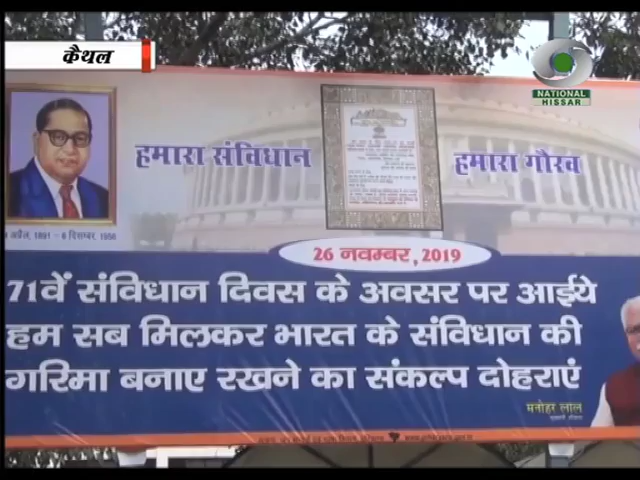 कैथल
NATIONAL
HISSAR
हमारा संविधान
हमारा गौरव
अप्रैल, 1891 - 6 दिसम्बर, 1956
26 नवम्बर, 2019
71वें संविधान दिवस के अवसर पर आईये
हम सब मिलकर भारत के संविधान की
गरिमा बनाए रखने का संकल्प दोहराएं
मनोहर लाल